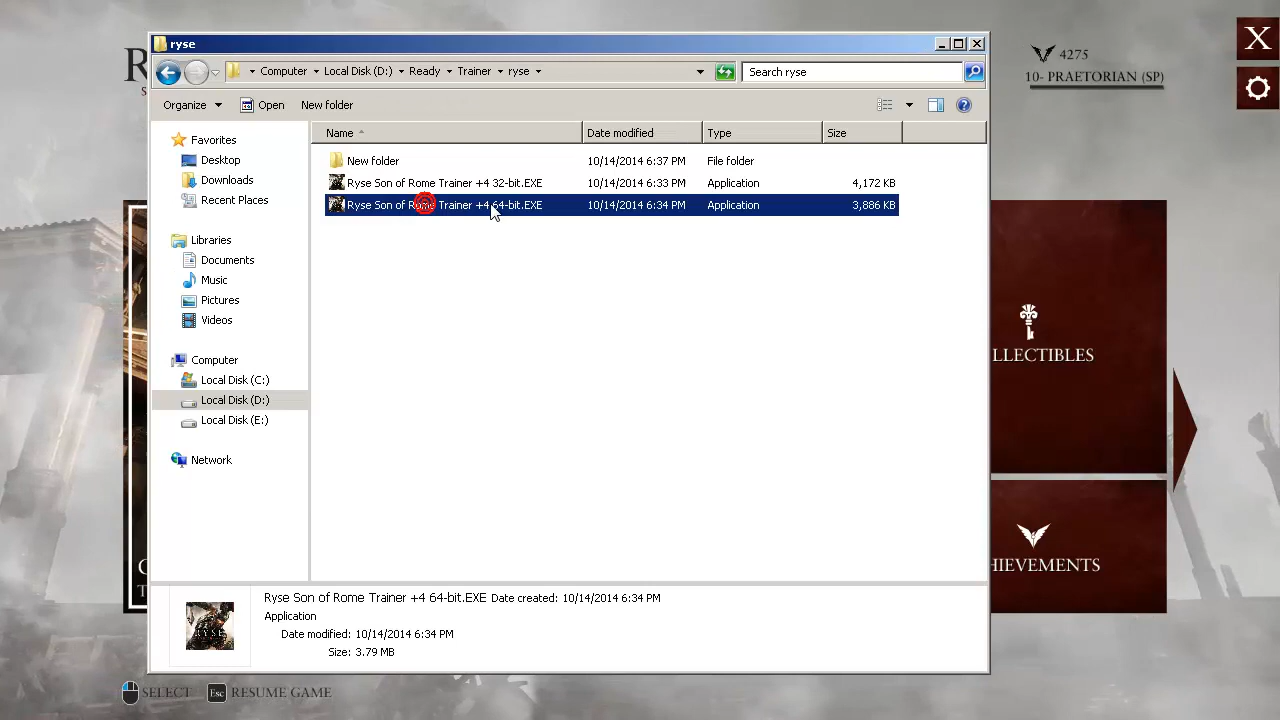 ryse
Computer
Local Disk (D:)
Ready
Trainer
ryse
Search ryse
Organize
Open
New folder
Favorites
Desktop
Downloads
Recent Places
Libraries
Documents
Music
Pictures
Videos
Computer
Local Disk (C:)
Local Disk (D:)
Local Disk (E:)
Network
Name Date modified Type Size
New folder 10/14/2014 6:37 PM File folder
Ryse Son of Rome Trainer +4 32-bit.EXE 10/14/2014 6:33 PM Application 4,172 KB
Ryse Son of Rome Trainer +4 64-bit.EXE 10/14/2014 6:34 PM Application 3,886 KB
Ryse Son of Rome Trainer +4 64-bit.EXE Date created: 10/14/2014 6:34 PM
Application
Date modified: 10/14/2014 6:34 PM
Size: 3.79 MB
4275
10- PRAETORIAN (SP)
X
LLECTIBLES
HIEVEMENTS
SELECT Esc RESUME GAME